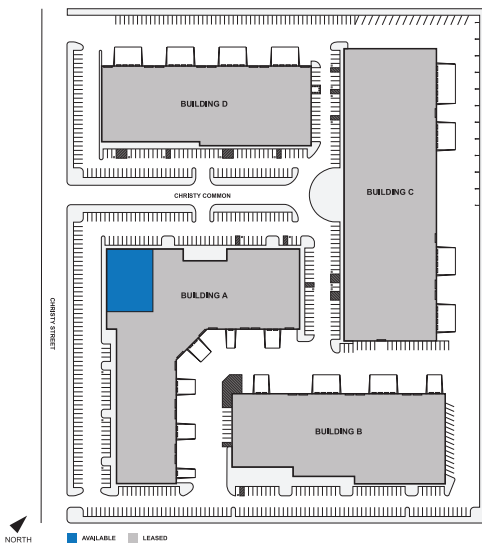 BUILDING D
BUILDING C
CHRISTY COMMON
BUILDING A
CHRISTY STREET
BUILDING B
NORTH
AVAILABLE
LEASED